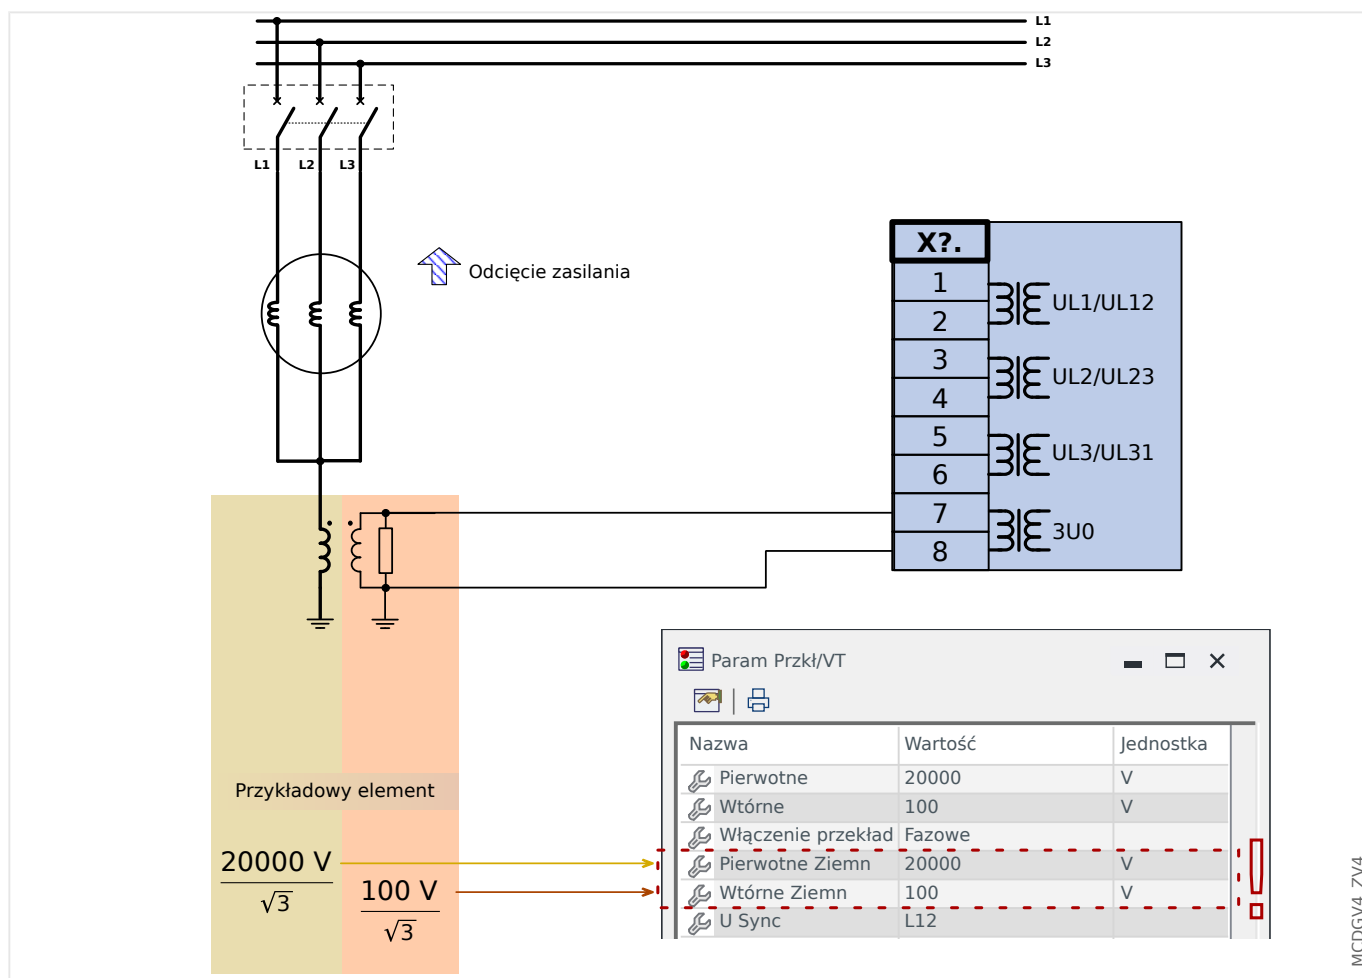 L1
L2
L3
L1 L2 L3
Odcięcie zasilania
X?.
1
2
UL1/UL12
3
4
UL2/UL23
5
6
UL3/UL31
7
8
3U0
Param Przkł/VT
Nazwa Wartość Jednostka
Pierwotne 20000 V
Wtórne 100 V
Włączenie przekład Fazowe
Pierwotne Ziemn 20000 V
Wtórne Ziemn 100 V
U Sync L12
Przykładowy element
20000 V
√3
100 V
√3
MCDGV4_ZV4